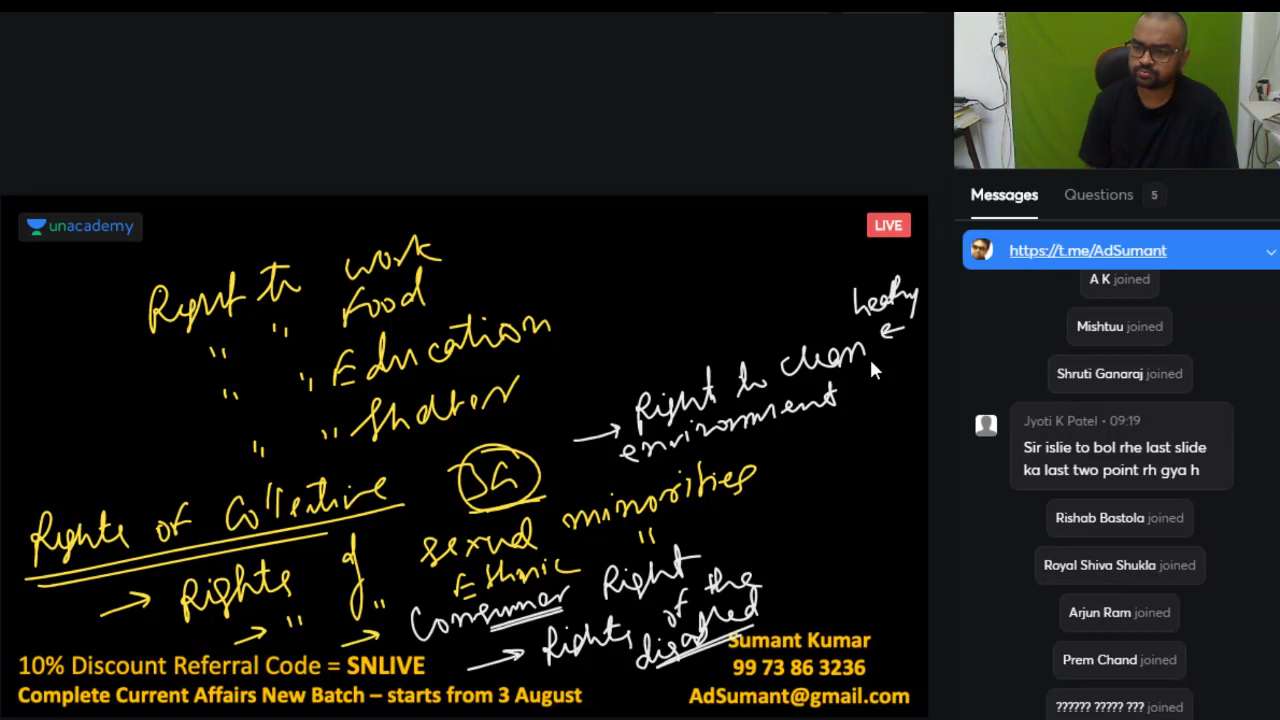 unacademy
LIVE
Right to work
" " Food
" " Education
" " Shelter
healthy
→ Right to clean
environment
Rights of Collective
3G
→ Rights of sexual minorities
→ " " Ethnic "
→ Consumer Right
→ Rights of the
disabled
10% Discount Referral Code = SNLIVE
Complete Current Affairs New Batch – starts from 3 August
Sumant Kumar
99 73 86 3236
AdSumant@gmail.com
Messages
Questions 5
https://t.me/AdSumant
A K joined
Mishtuu joined
Shruti Ganaraj joined
Jyoti K Patel • 09:19
Sir islie to bol rhe last slide
ka last two point rh gya h
Rishab Bastola joined
Royal Shiva Shukla joined
Arjun Ram joined
Prem Chand joined
?????? ????? ??? joined